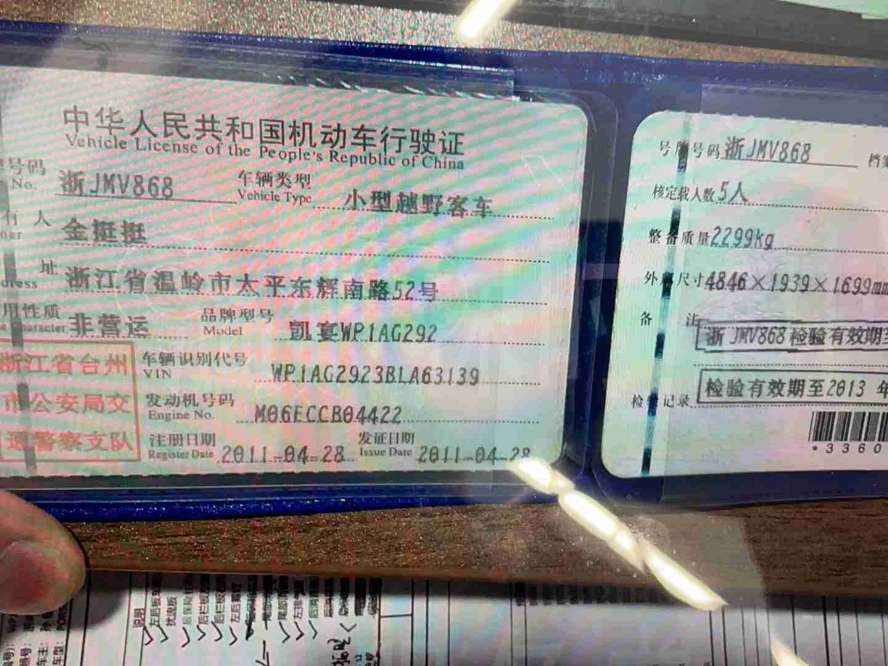 中华人民共和国机动车行驶证
Vehicle License of the People's Republic of China
号码 浙JMV868 车辆类型 小型越野客车
No. Vehicle Type
有 人 金挺挺
ner
址 浙江省温岭市太平东辉南路52号
dress
用性质 非营运 品牌型号 凯宴WP1AG292
Character Model
浙江省台州
市公安局交
通警察支队
车辆识别代号 WP1AG2923BLA63139
VIN
发动机号码 M06ECCB04422
Engine No.
注册日期 2011-04-28 发证日期 2011-04-28
Register Date Issue Date
号牌号码 浙JMV868 档案
核定载人数 5人
整备质量 2299kg
外廓尺寸 4846×1939×1699mm
备 注 浙JMV868检验有效期至
检验记录 检验有效期至2013 年
*3360
说明